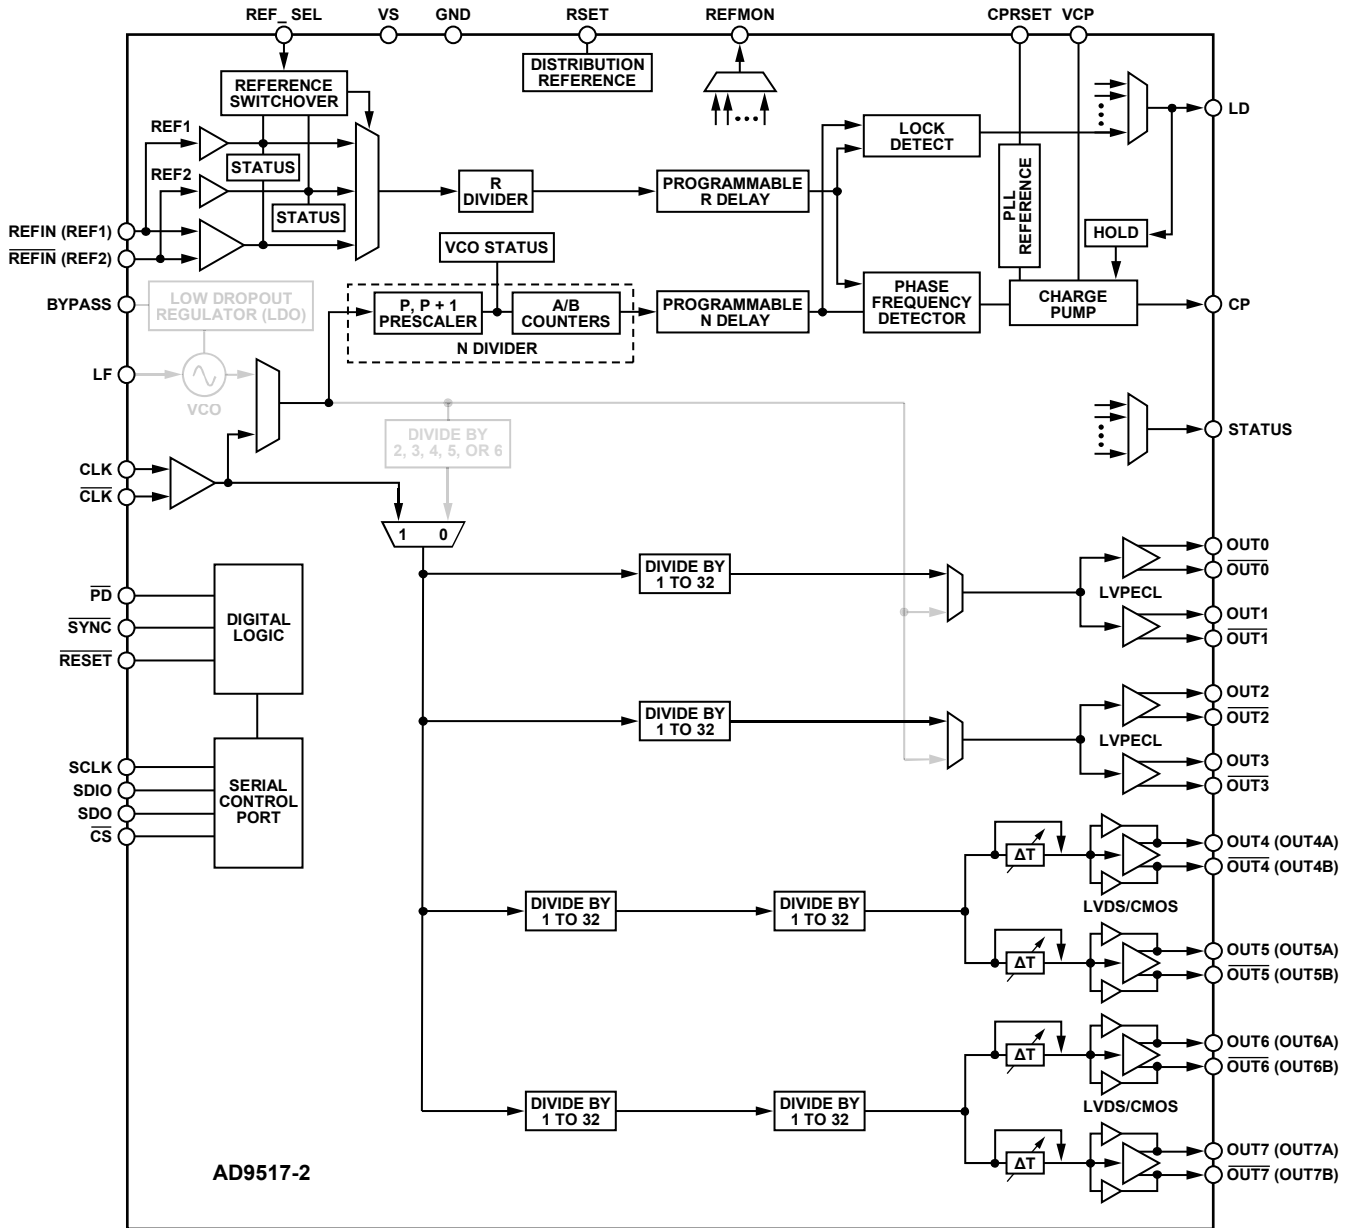 REF_ SEL
VS
GND
RSET
REFMON
CPRSET
VCP
DISTRIBUTION
REFERENCE
REFERENCE
SWITCHOVER
REF1
STATUS
REF2
STATUS
REFIN (REF1)
REFIN (REF2)
BYPASS
LOW DROPOUT
REGULATOR (LDO)
LF
VCO
R
DIVIDER
PROGRAMMABLE
R DELAY
VCO STATUS
P, P + 1
PRESCALER
A/B
COUNTERS
N DIVIDER
PROGRAMMABLE
N DELAY
LOCK
DETECT
PLL
REFERENCE
HOLD
PHASE
FREQUENCY
DETECTOR
CHARGE
PUMP
LD
CP
STATUS
DIVIDE BY
2, 3, 4, 5, OR 6
CLK
CLK
1 0
PD
SYNC
RESET
DIGITAL
LOGIC
SCLK
SDIO
SDO
CS
SERIAL
CONTROL
PORT
DIVIDE BY
1 TO 32
LVPECL
OUT0
OUT0
OUT1
OUT1
DIVIDE BY
1 TO 32
LVPECL
OUT2
OUT2
OUT3
OUT3
DIVIDE BY
1 TO 32
DIVIDE BY
1 TO 32
ΔT
ΔT
LVDS/CMOS
OUT4 (OUT4A)
OUT4 (OUT4B)
OUT5 (OUT5A)
OUT5 (OUT5B)
DIVIDE BY
1 TO 32
DIVIDE BY
1 TO 32
ΔT
ΔT
LVDS/CMOS
OUT6 (OUT6A)
OUT6 (OUT6B)
OUT7 (OUT7A)
OUT7 (OUT7B)
AD9517-2